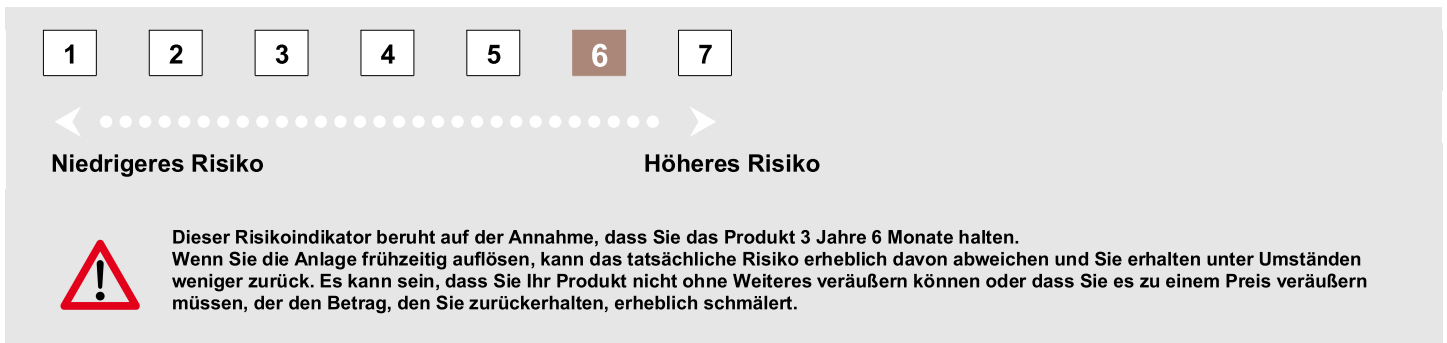 1 2 3 4 5 6 7
Niedrigeres Risiko Höheres Risiko
Dieser Risikoindikator beruht auf der Annahme, dass Sie das Produkt 3 Jahre 6 Monate halten.
Wenn Sie die Anlage frühzeitig auflösen, kann das tatsächliche Risiko erheblich davon abweichen und Sie erhalten unter Umständen
weniger zurück. Es kann sein, dass Sie Ihr Produkt nicht ohne Weiteres veräußern können oder dass Sie es zu einem Preis veräußern
müssen, der den Betrag, den Sie zurückerhalten, erheblich schmälert.